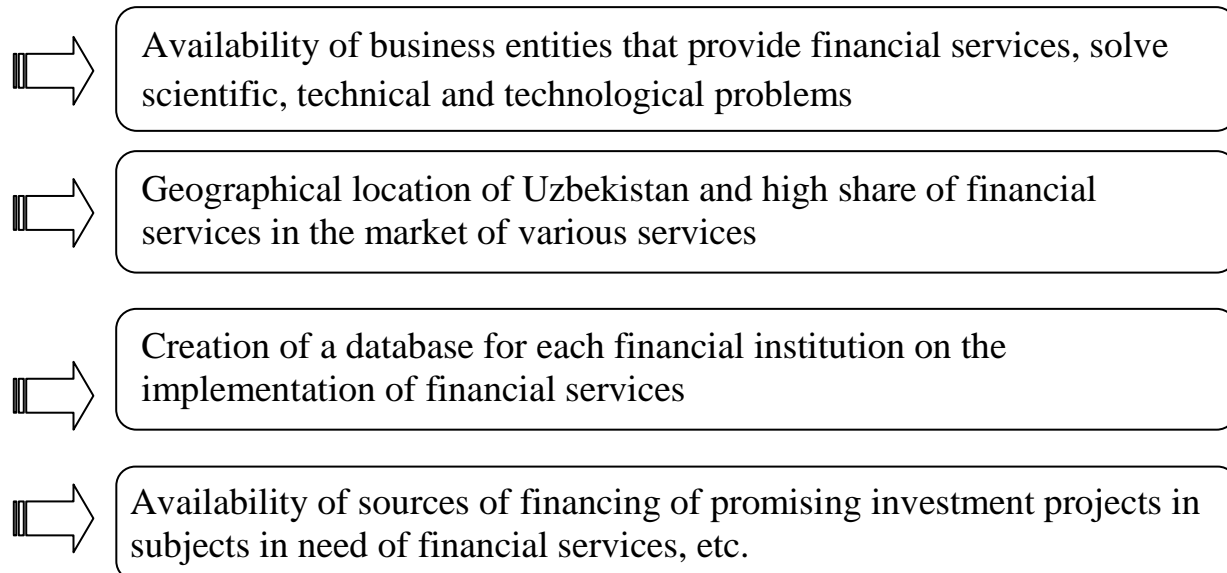 Availability of business entities that provide financial services, solve
scientific, technical and technological problems
Geographical location of Uzbekistan and high share of financial
services in the market of various services
Creation of a database for each financial institution on the
implementation of financial services
Availability of sources of financing of promising investment projects in
subjects in need of financial services, etc.